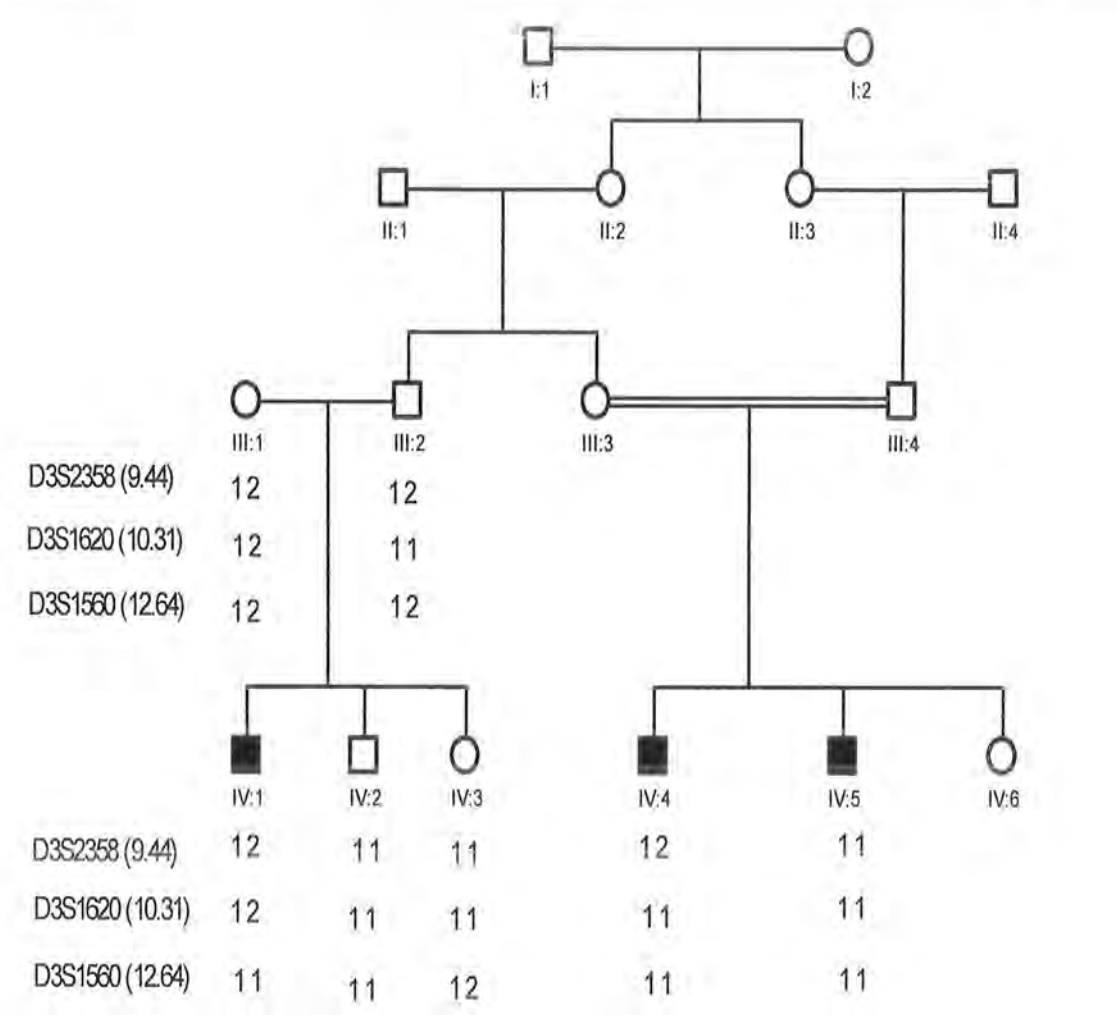 I:1 I:2
II:1 II:2 II:3 II:4
III:1 III:2 III:3 III:4
D3S2358 (9.44) 12 12
D3S1620 (10.31) 12 11
D3S1560 (12.64) 12 12
IV:1 IV:2 IV:3 IV:4 IV:5 IV:6
D3S2358 (9.44) 12 11 11 12 11
D3S1620 (10.31) 12 11 11 11 11
D3S1560 (12.64) 11 11 12 11 11